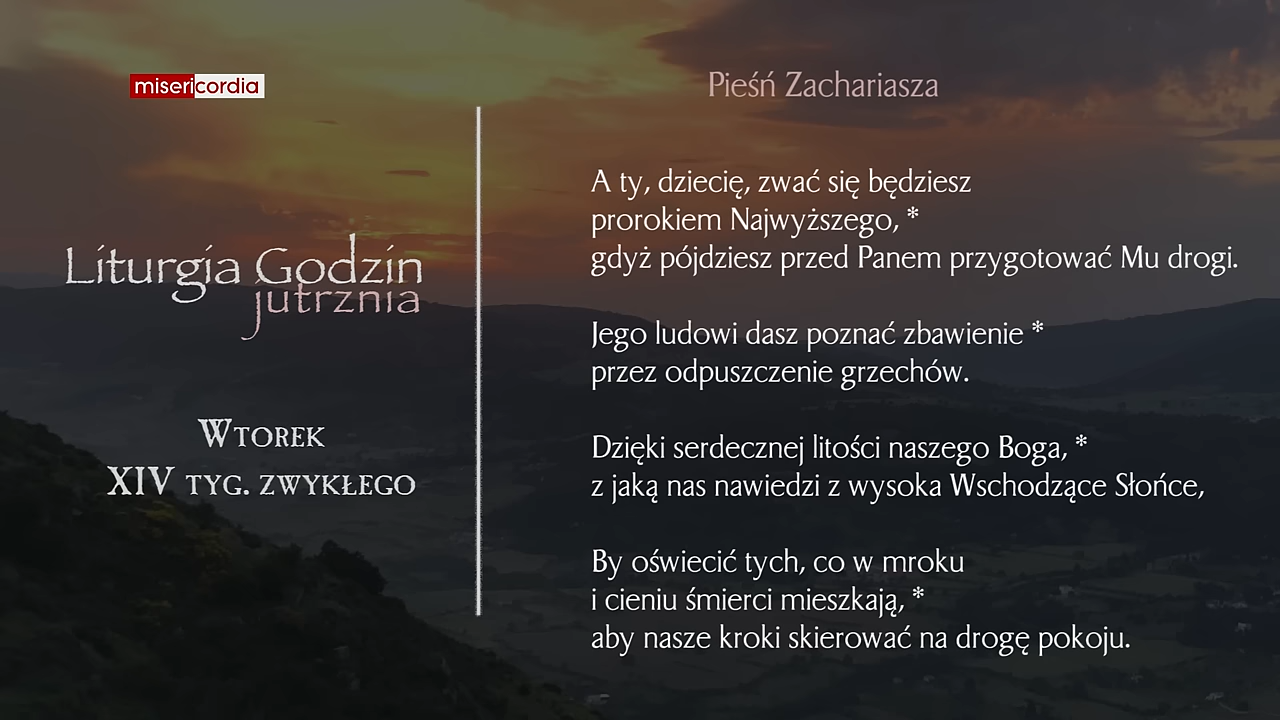 misericordia
Liturgia Godzin
jutrznia
Wtorek
XIV tyg. zwykłego
Pieśń Zachariasza
A ty, dziecię, zwać się będziesz
prorokiem Najwyższego, *
gdyż pójdziesz przed Panem przygotować Mu drogi.
Jego ludowi dasz poznać zbawienie *
przez odpuszczenie grzechów.
Dzięki serdecznej litości naszego Boga, *
z jaką nas nawiedzi z wysoka Wschodzące Słońce,
By oświecić tych, co w mroku
i cieniu śmierci mieszkają, *
aby nasze kroki skierować na drogę pokoju.